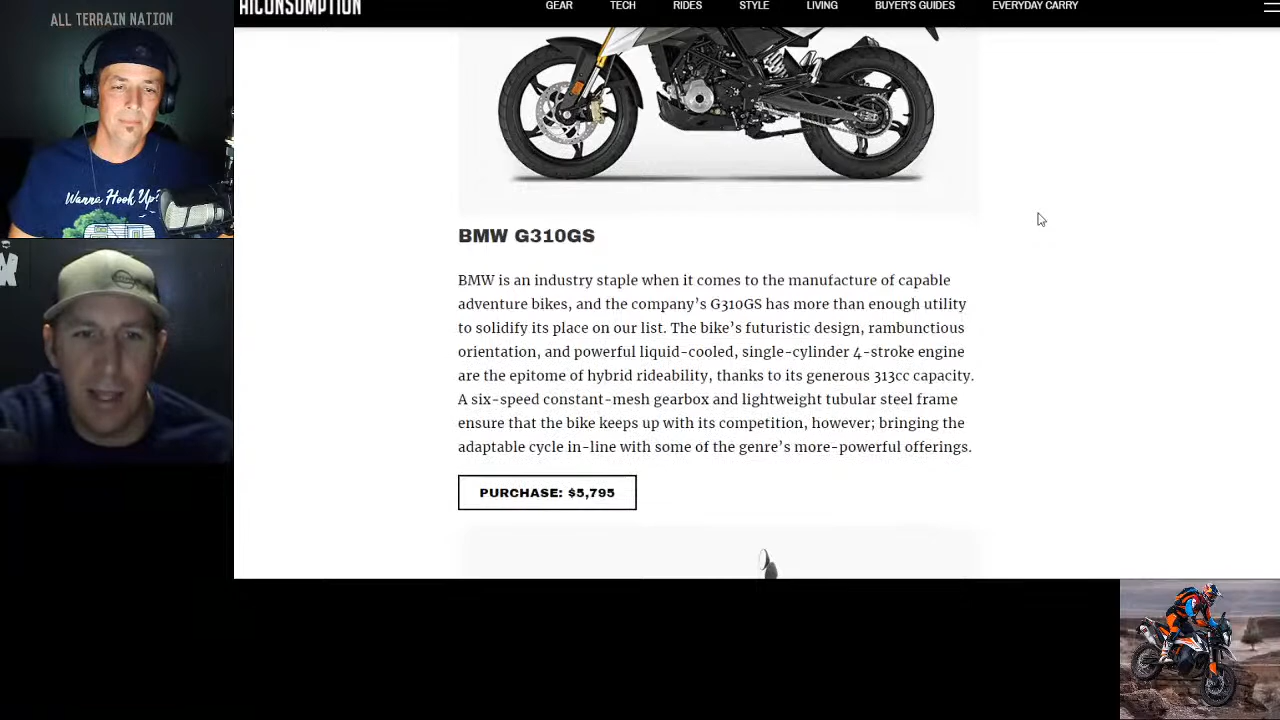 ALL TERRAIN NATION
Wanna Hook Up?
HICONSUMPTION
GEAR TECH RIDES STYLE LIVING BUYER'S GUIDES EVERYDAY CARRY
BMW G310GS
BMW is an industry staple when it comes to the manufacture of capable
adventure bikes, and the company's G310GS has more than enough utility
to solidify its place on our list. The bike's futuristic design, rambunctious
orientation, and powerful liquid-cooled, single-cylinder 4-stroke engine
are the epitome of hybrid rideability, thanks to its generous 313cc capacity.
A six-speed constant-mesh gearbox and lightweight tubular steel frame
ensure that the bike keeps up with its competition, however; bringing the
adaptable cycle in-line with some of the genre's more-powerful offerings.
PURCHASE: $5,795